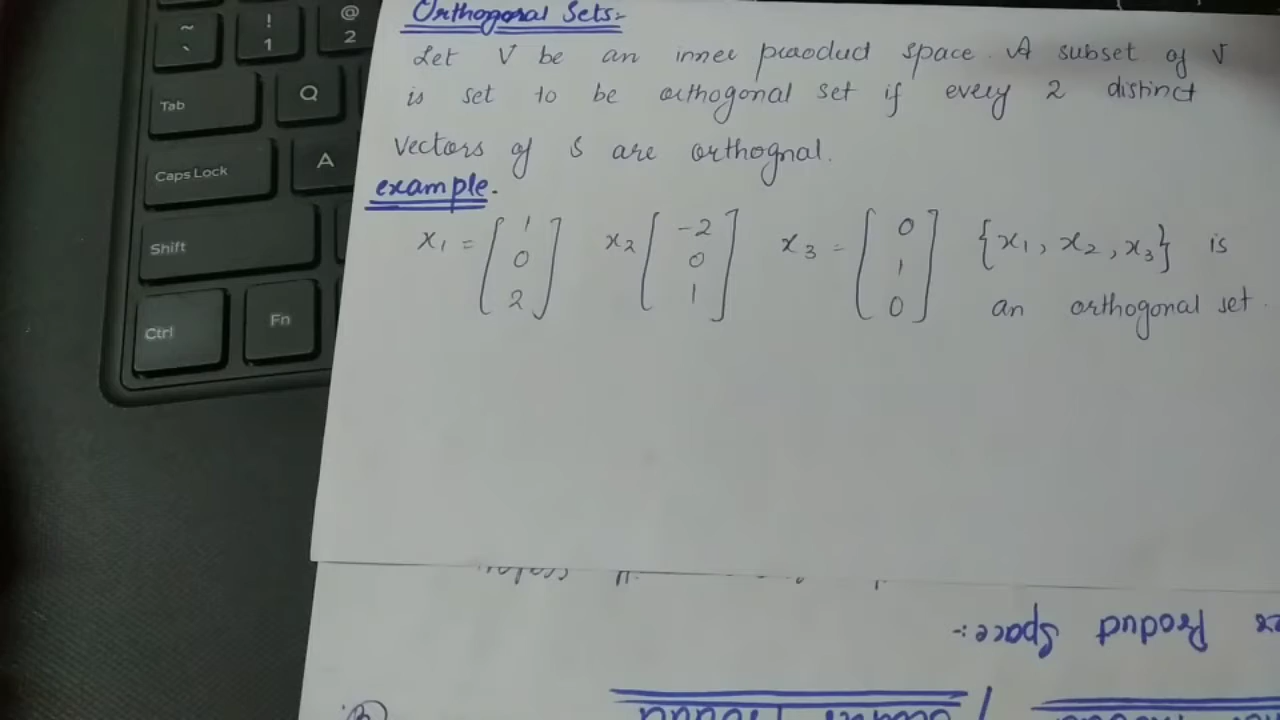 ~
`
!
1
@
2
Tab
Q
Caps Lock
A
Shift
Ctrl
Fn
Orthogonal Sets:-
Let V be an inner product space. A subset of V
is set to be orthogonal set if every 2 distinct
vectors of S are orthognal.
example.
x₁ = [1 0 2] x₂ [-2 0 1] x₃ = [0 1 0] {x₁, x₂, x₃} is
an orthogonal set.
Product Space:-